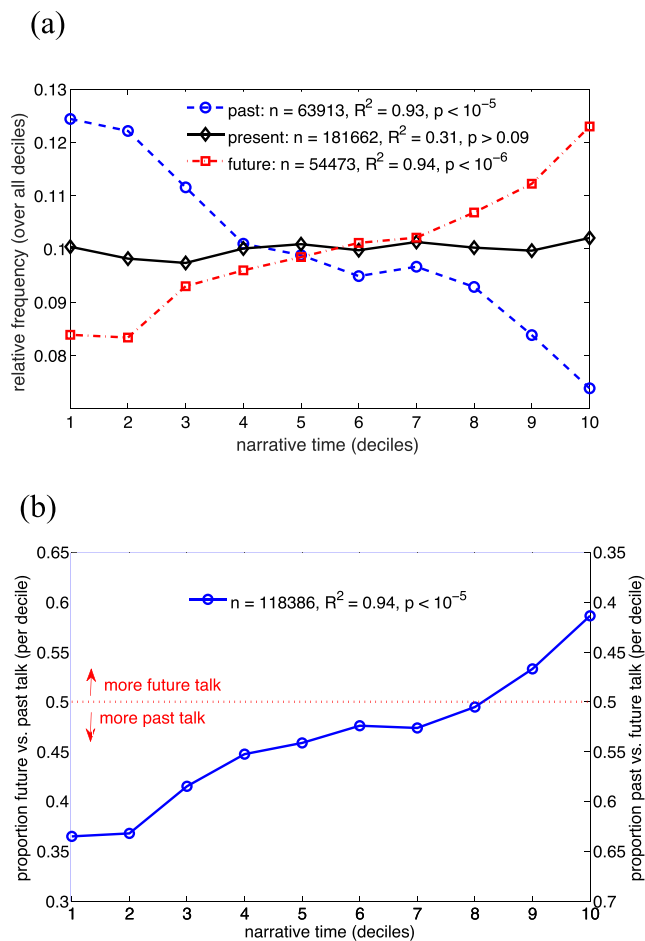 (a)
0.13
0.12
0.11
0.1
0.09
0.08
relative frequency (over all deciles)
past: n = 63913, R² = 0.93, p < 10⁻⁵
present: n = 181662, R² = 0.31, p > 0.09
future: n = 54473, R² = 0.94, p < 10⁻⁶
1 2 3 4 5 6 7 8 9 10
narrative time (deciles)
(b)
0.65
0.6
0.55
0.5
0.45
0.4
0.35
0.3
proportion future vs. past talk (per decile)
n = 118386, R² = 0.94, p < 10⁻⁵
more future talk
more past talk
0.35
0.4
0.45
0.5
0.55
0.6
0.65
0.7
proportion past vs. future talk (per decile)
1 2 3 4 5 6 7 8 9 10
narrative time (deciles)